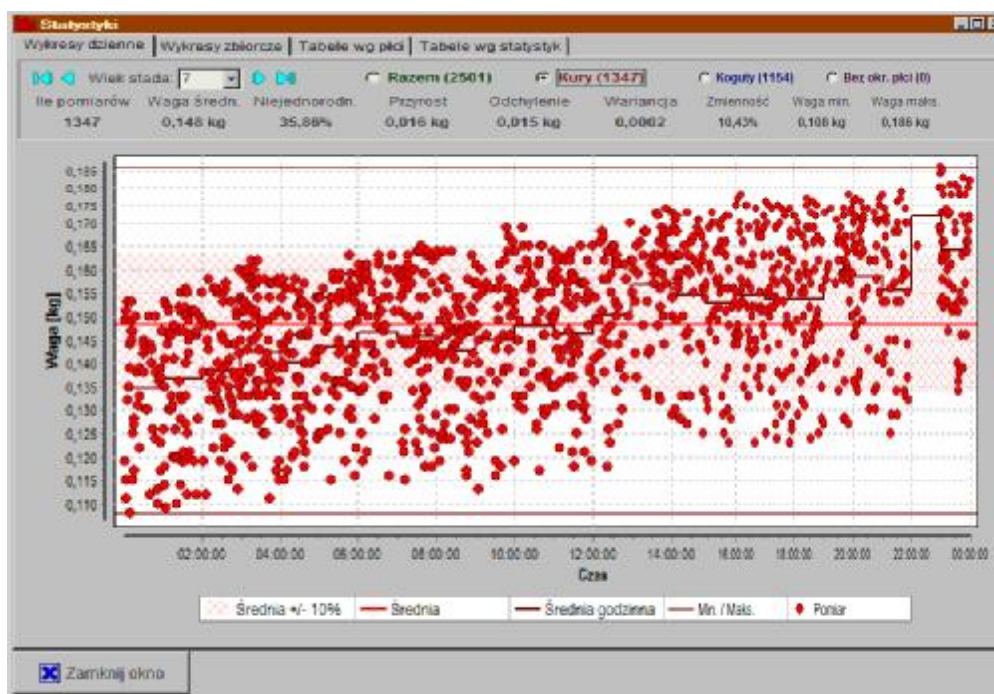 Statystyki
Wykresy dzienne Wykresy zbiorcze Tabele wg płci Tabele wg statystyk
Wiek stada: 7 Razem (2501) Kury (1347) Koguty (1154) Bez okr. płci (0)
Ile pomiarów Waga średn. Niejednorodn. Przyrost Odchylenie Wariancja Zmienność Waga min. Waga maks.
1347 0,148 kg 35,86% 0,016 kg 0,015 kg 0,0002 10,43% 0,108 kg 0,186 kg
0,185
0,180
0,175
0,170
0,165
0,160
0,155
0,150
0,145
0,140
0,135
0,130
0,125
0,120
0,115
0,110
Waga [kg]
02:00:00 04:00:00 06:00:00 08:00:00 10:00:00 12:00:00 14:00:00 16:00:00 18:00:00 20:00:00 22:00:00 00:00:00
Czas
Średnia +/- 10% Średnia Średnia godzinna Min. / Maks. Pomiar
Zamknij okno